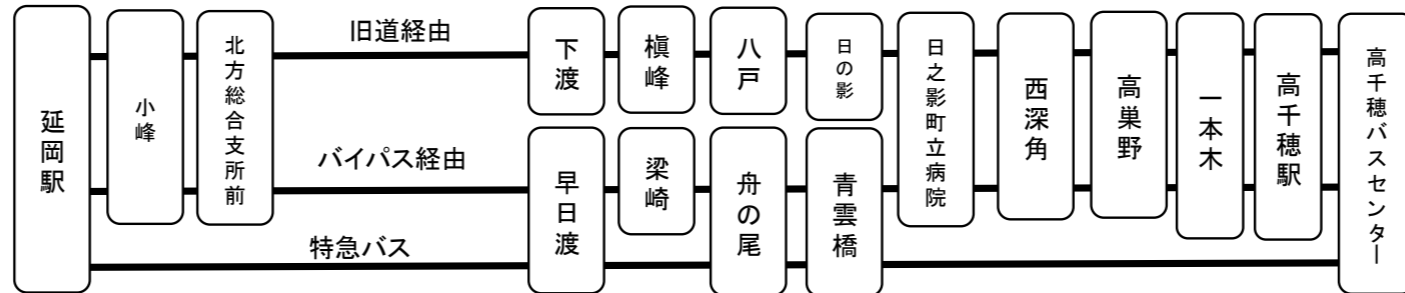 延岡駅
小峰
北方総合支所前
旧道経由
バイパス経由
特急バス
下渡
槇峰
八戸
日の影
早日渡
梁崎
舟の尾
青雲橋
日之影町立病院
西深角
高巣野
一本木
高千穂駅
高千穂バスセンター